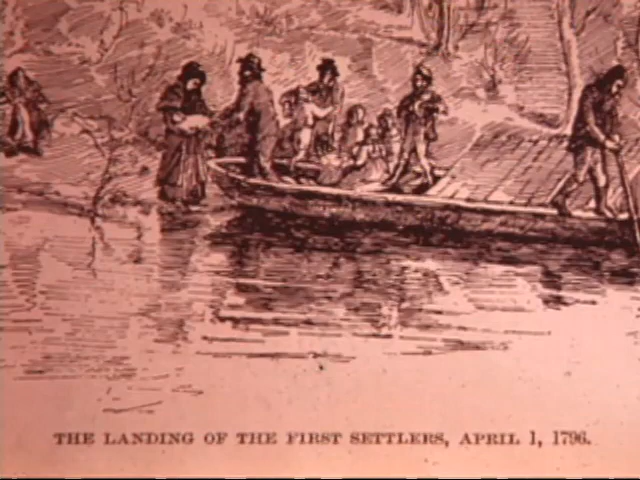 THE LANDING OF THE FIRST SETTLERS, APRIL 1, 1796.